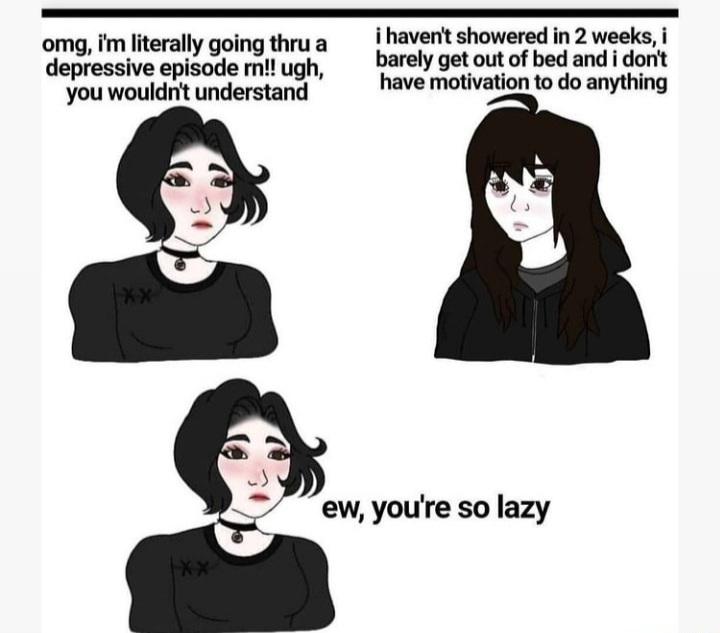 omg, i'm literally going thru a
depressive episode rn!! ugh,
you wouldn't understand
i haven't showered in 2 weeks, i
barely get out of bed and i don't
have motivation to do anything
ew, you're so lazy